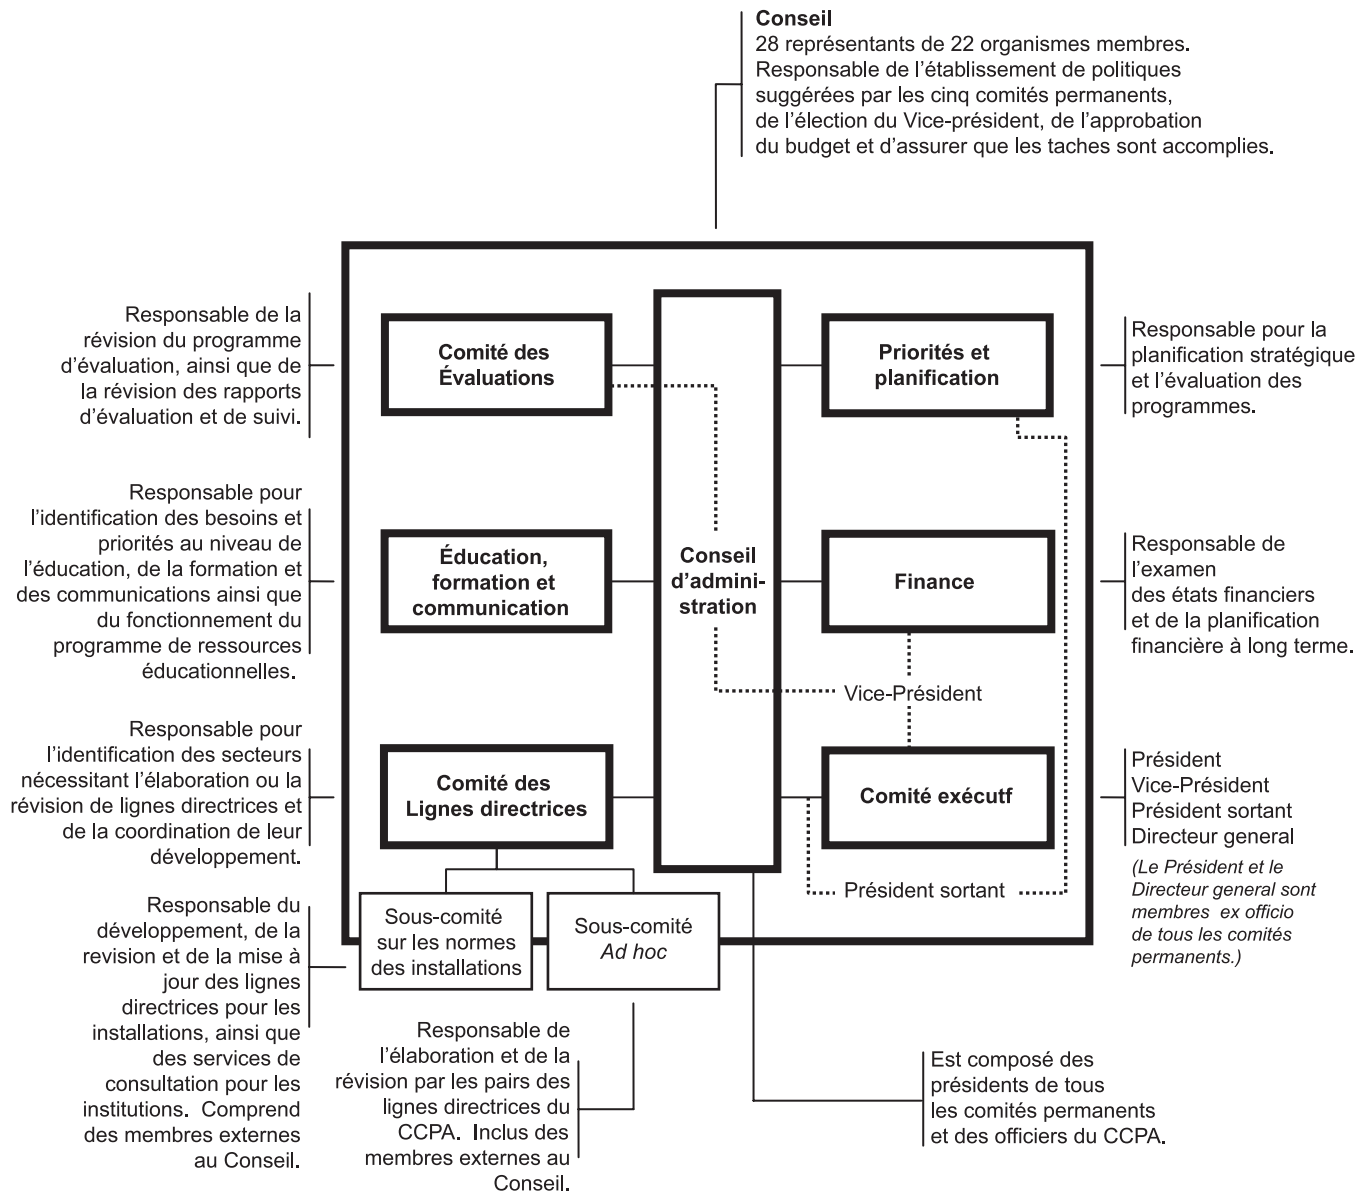 Conseil
28 représentants de 22 organismes membres.
Responsable de l’établissement de politiques
suggérées par les cinq comités permanents,
de l’élection du Vice-président, de l’approbation
du budget et d’assurer que les taches sont accomplies.
Responsable de la
révision du programme
d’évaluation, ainsi que de
la révision des rapports
d’évaluation et de suivi.
Comité des
Évaluations
Priorités et
planification
Responsable pour la
planification stratégique
et l’évaluation des
programmes.
Responsable pour
l’identification des besoins et
priorités au niveau de
l’éducation, de la formation et
des communications ainsi que
du fonctionnement du
programme de ressources
éducationnelles.
Éducation,
formation et
communication
Conseil
d’admini-
stration
Finance
Responsable de
l’examen
des états financiers
et de la planification
financière à long terme.
Vice-Président
Responsable pour
l’identification des secteurs
nécessitant l’élaboration ou la
révision de lignes directrices et
de la coordination de leur
développement.
Comité des
Lignes directrices
Comité exécutf
Président
Vice-Président
Président sortant
Directeur general
(Le Président et le
Directeur general sont
membres ex officio
de tous les comités
permanents.)
Président sortant
Responsable du
développement, de la
revision et de la mise à
jour des lignes
directrices pour les
installations, ainsi que
des services de
consultation pour les
institutions. Comprend
des membres externes
au Conseil.
Sous-comité
sur les normes
des installations
Sous-comité
Ad hoc
Responsable de
l’élaboration et de la
révision par les pairs des
lignes directrices du
CCPA. Inclus des
membres externes au
Conseil.
Est composé des
présidents de tous
les comités permanents
et des officiers du CCPA.